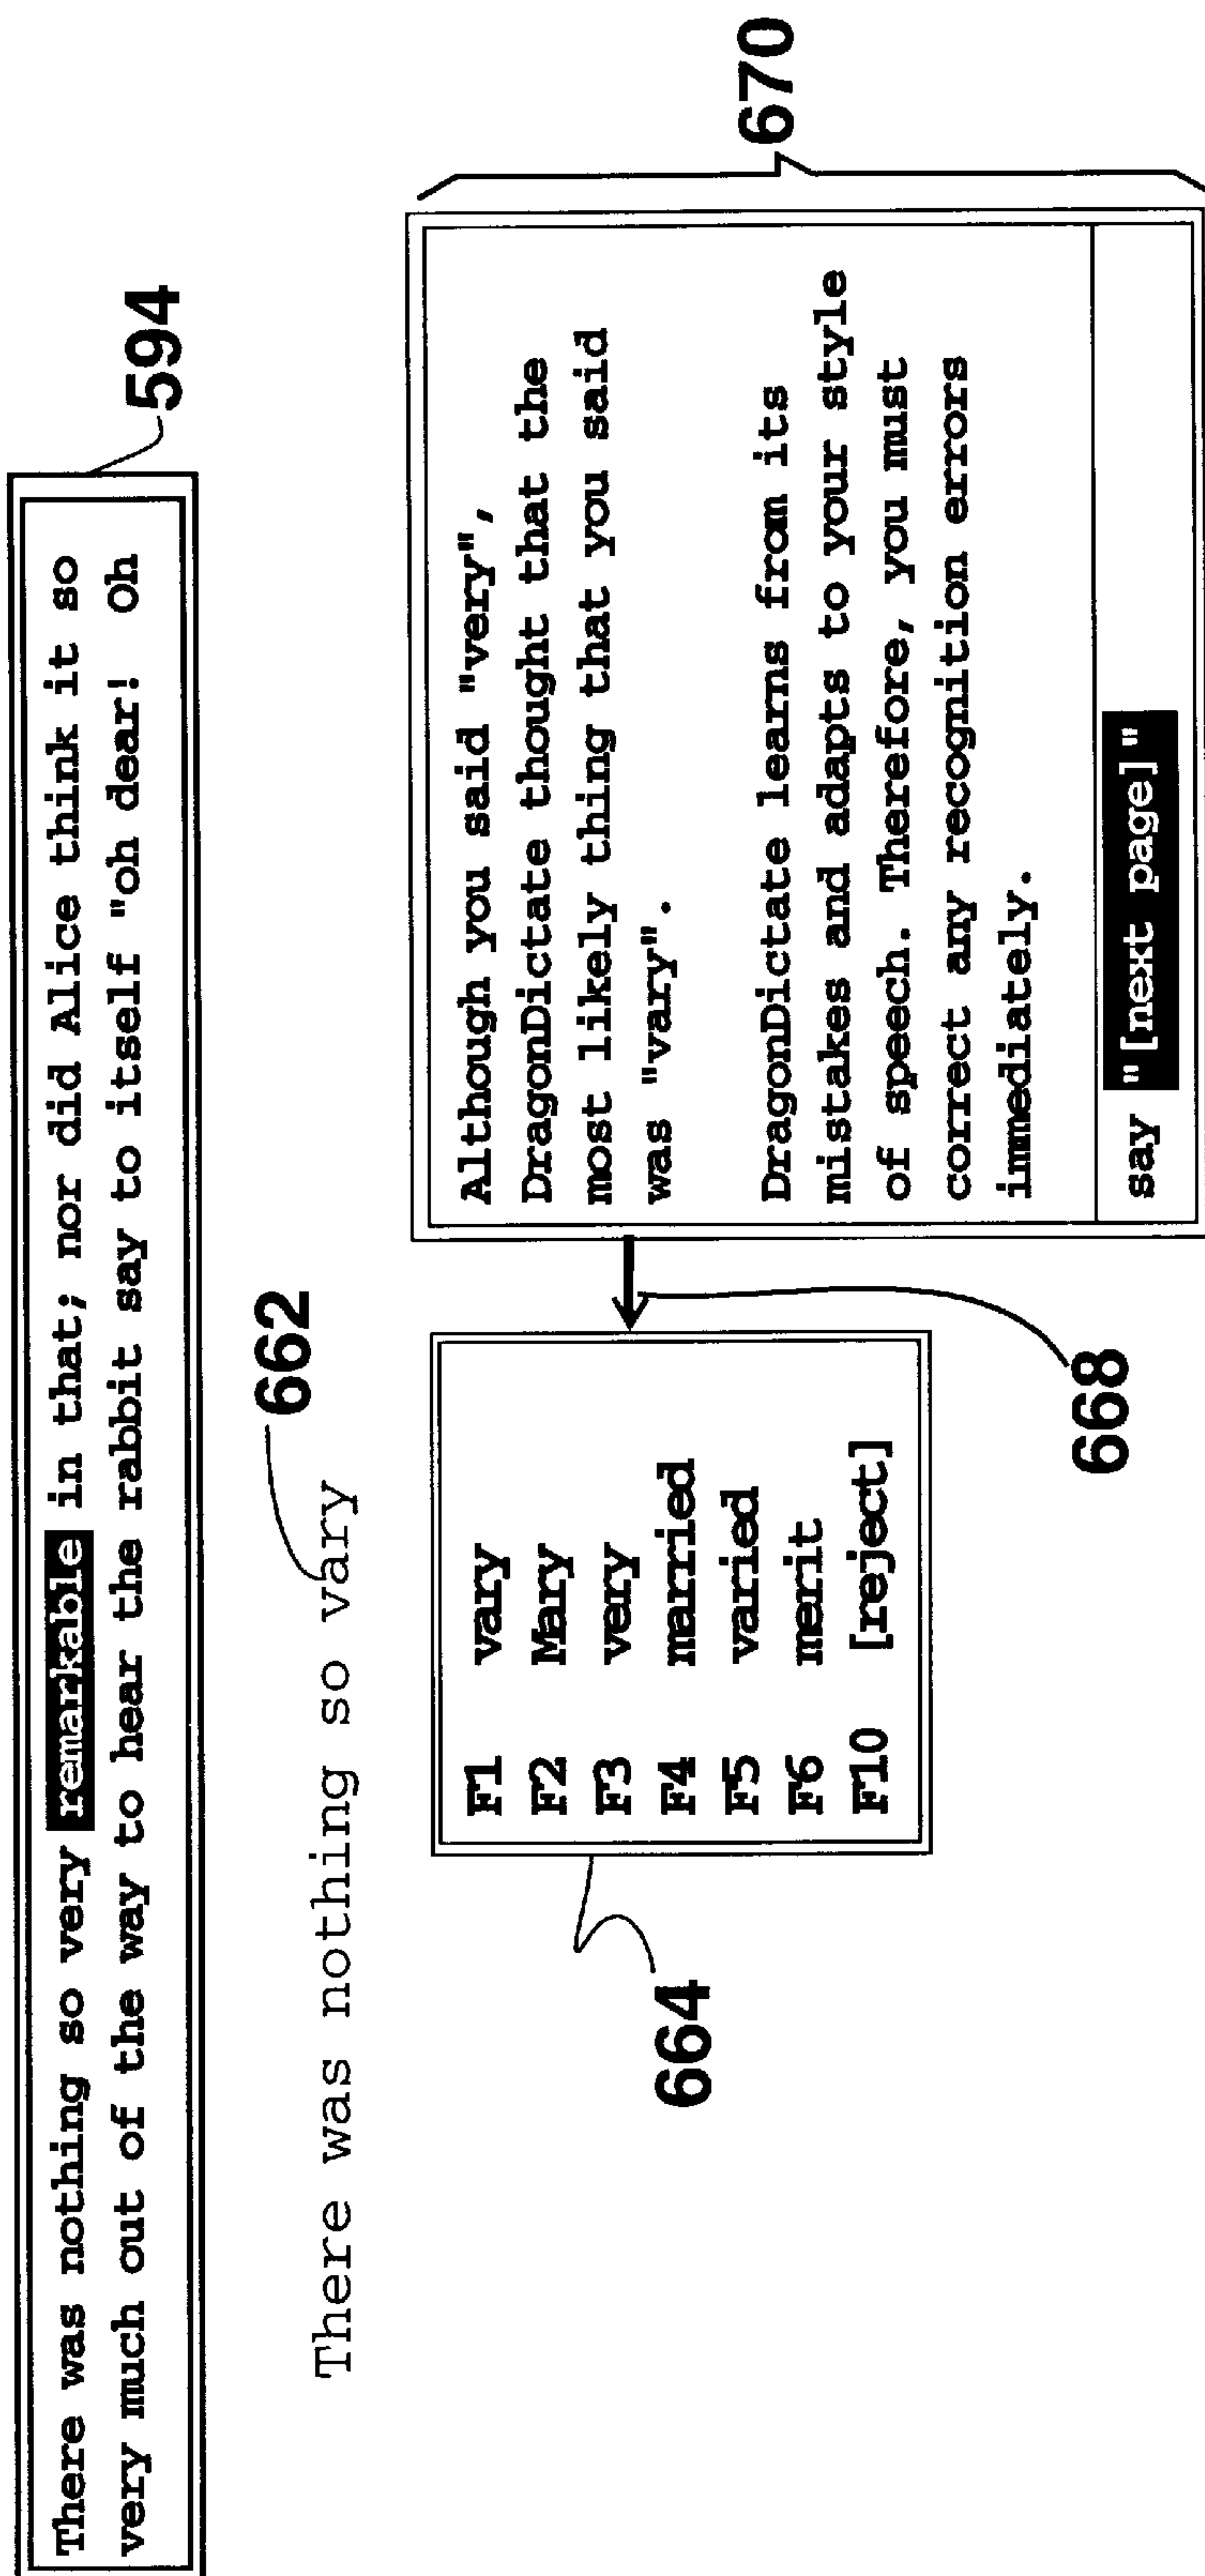 There was nothing so very remarkable in that; nor did Alice think it so
very much out of the way to hear the rabbit say to itself "oh dear! Oh
594
662
There was nothing so vary
F1 vary
F2 Mary
F3 very
F4 married
F5 varied
F6 merit
F10 [reject]
664
668
Although you said "very",
DragonDictate thought that the
most likely thing that you said
was "vary".
DragonDictate learns from its
mistakes and adapts to your style
of speech. Therefore, you must
correct any recognition errors
immediately.
say "[next page]"
670